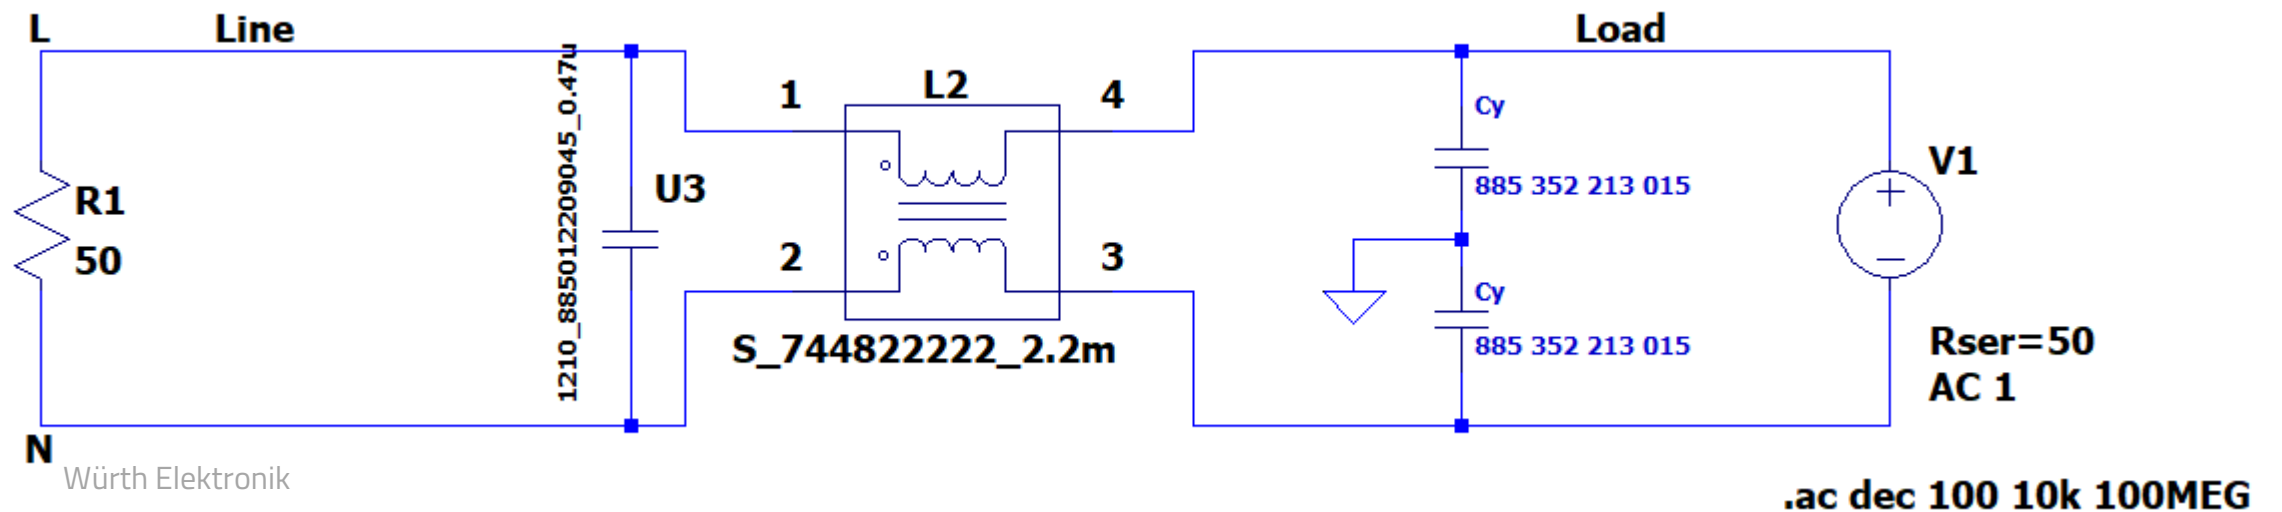 L
Line
Load
1210_885012209045_0.47u
L2
1
4
Cy
V1
R1
U3
885 352 213 015
50
2
3
Cy
S_744822222_2.2m
885 352 213 015
Rser=50
AC 1
N
Würth Elektronik
.ac dec 100 10k 100MEG